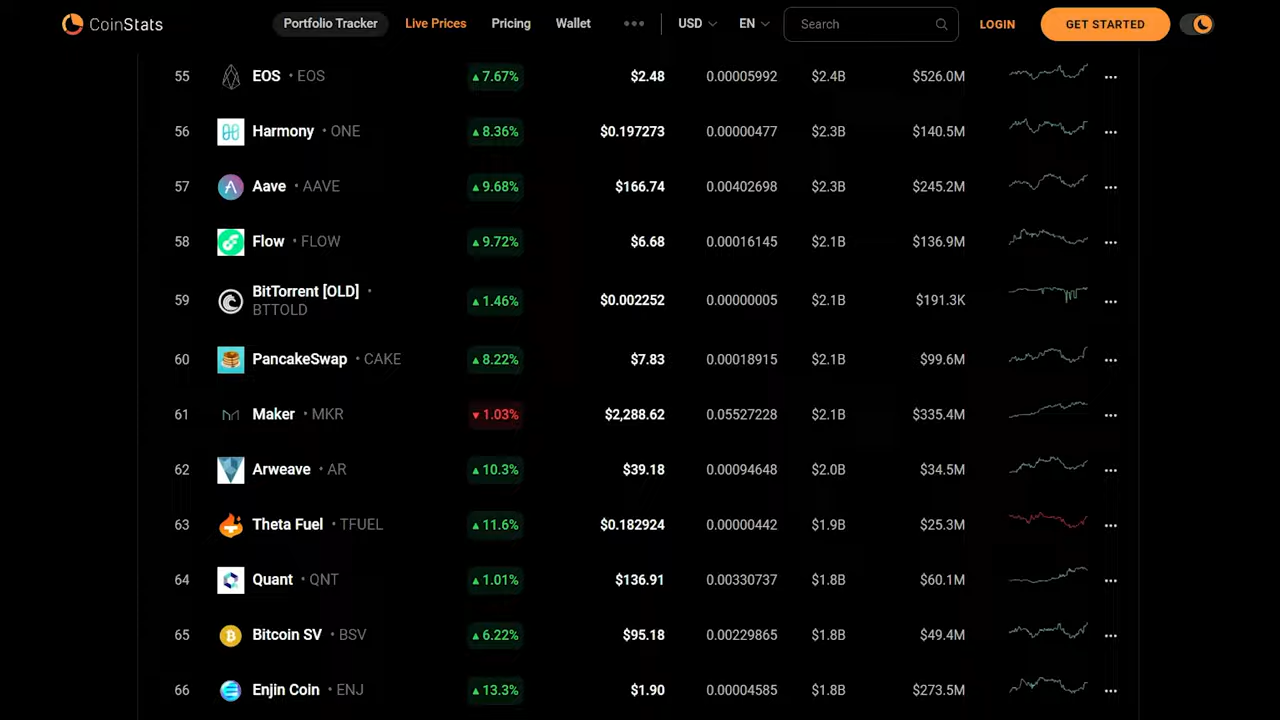 CoinStats Portfolio Tracker Live Prices Pricing Wallet USD EN Search LOGIN GET STARTED
55 EOS • EOS ▲ 7.67% $2.48 0.00005992 $2.4B $526.0M
56 Harmony • ONE ▲ 8.36% $0.197273 0.00000477 $2.3B $140.5M
57 Aave • AAVE ▲ 9.68% $166.74 0.00402698 $2.3B $245.2M
58 Flow • FLOW ▲ 9.72% $6.68 0.00016145 $2.1B $136.9M
59 BitTorrent [OLD] • BTTOLD ▲ 1.46% $0.002252 0.00000005 $2.1B $191.3K
60 PancakeSwap • CAKE ▲ 8.22% $7.83 0.00018915 $2.1B $99.6M
61 Maker • MKR ▼ 1.03% $2,288.62 0.05527228 $2.1B $335.4M
62 Arweave • AR ▲ 10.3% $39.18 0.00094648 $2.0B $34.5M
63 Theta Fuel • TFUEL ▲ 11.6% $0.182924 0.00000442 $1.9B $25.3M
64 Quant • QNT ▲ 1.01% $136.91 0.00330737 $1.8B $60.1M
65 Bitcoin SV • BSV ▲ 6.22% $95.18 0.00229865 $1.8B $49.4M
66 Enjin Coin • ENJ ▲ 13.3% $1.90 0.00004585 $1.8B $273.5M